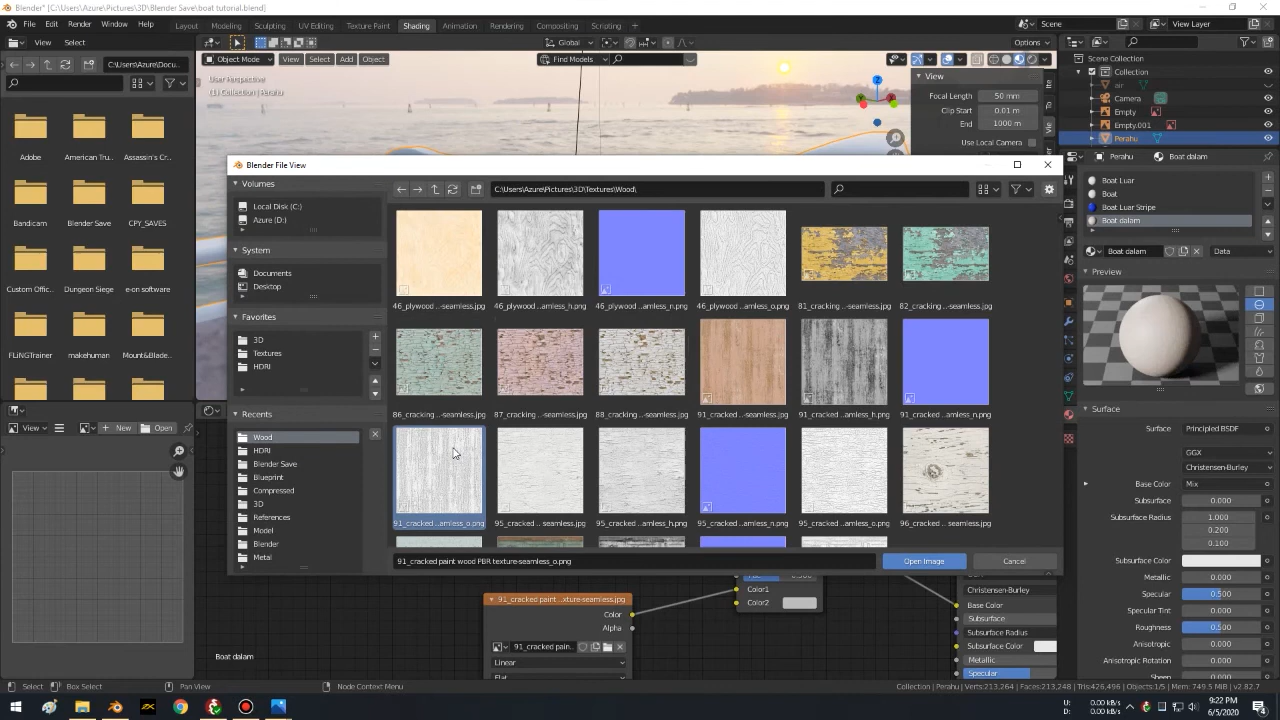 Blender* [C:\Users\Azure\Pictures\3D\Blender Save\boat tutorial.blend]
File Edit Render Window Help Layout Modeling Sculpting UV Editing Texture Paint Shading Animation Rendering Compositing Scripting Scene View Layer
View Select Global Options
Object Mode View Select Add Object Find Models
C:\Users\Azure\Docu...
User Perspective
(1) Collection | Perahu
View
Focal Length 50 mm
Clip Start 0.01 m
End 1000 m
Use Local Camera
Scene Collection
Collection
air
Camera
Empty
Empty.001
Perahu
Adobe American Tru... Assassin's Cr...
Bandicam Blender Save CPY_SAVES
Custom Offic... Dungeon Siege e-on software
FLiNGTrainer makehuman Mount&Blade...
Blender File View
Volumes
Local Disk (C:)
Azure (D:)
System
Documents
Desktop
Favorites
3D
Textures
HDRI
Recents
Wood
HDRI
Blender Save
Blueprint
Compressed
3D
References
Model
Blender
Metal
C:\Users\Azure\Pictures\3D\Textures\Wood\
46_plywood ...-seamless.jpg 46_plywood ...amless_h.png 46_plywood ...amless_n.png 46_plywood ...amless_o.png 81_cracking ...-seamless.jpg 82_cracking ...-seamless.jpg
86_cracking ...-seamless.jpg 87_cracking ...-seamless.jpg 88_cracking ...-seamless.jpg 91_cracked ...-seamless.jpg 91_cracked ...amless_h.png 91_cracked ...amless_n.png
91_cracked ...amless_o.png 95_cracked ... seamless.jpg 95_cracked ...amless_h.png 95_cracked ...amless_n.png 95_cracked ...amless_o.png 96_cracked ... seamless.jpg
91_cracked paint wood PBR texture-seamless_o.png Open Image Cancel
View New Open
91_cracked paint ...xture-seamless.jpg
Color
Alpha
91_cracked pain...
Linear
Flat
0.500
Color1
Color2
Christensen-Burley
Base Color
Subsurface
Subsurface Radius
Subsurface Color
Metallic
Specular
Boat dalam
Perahu Boat dalam
Boat Luar
Boat
Boat Luar Stripe
Boat dalam
Boat dalam Data
Preview
Surface
Surface Principled BSDF
GGX
Christensen-Burley
Base Color Mix
Subsurface 0.000
Subsurface Radius 1.000
0.200
0.100
Subsurface Color
Metallic 0.000
Specular 0.500
Specular Tint 0.000
Roughness 0.500
Anisotropic 0.000
Anisotropic Rotation 0.000
Sheen 0.000
Select Box Select Pan View Node Context Menu Collection | Perahu | Verts:213,264 | Faces:213,248 | Tris:426,496 | Objects:1/5 | Mem: 749.5 MiB | v2.82.7
U: 0.00 kB/s
D: 0.00 kB/s
9:22 PM
6/5/2020